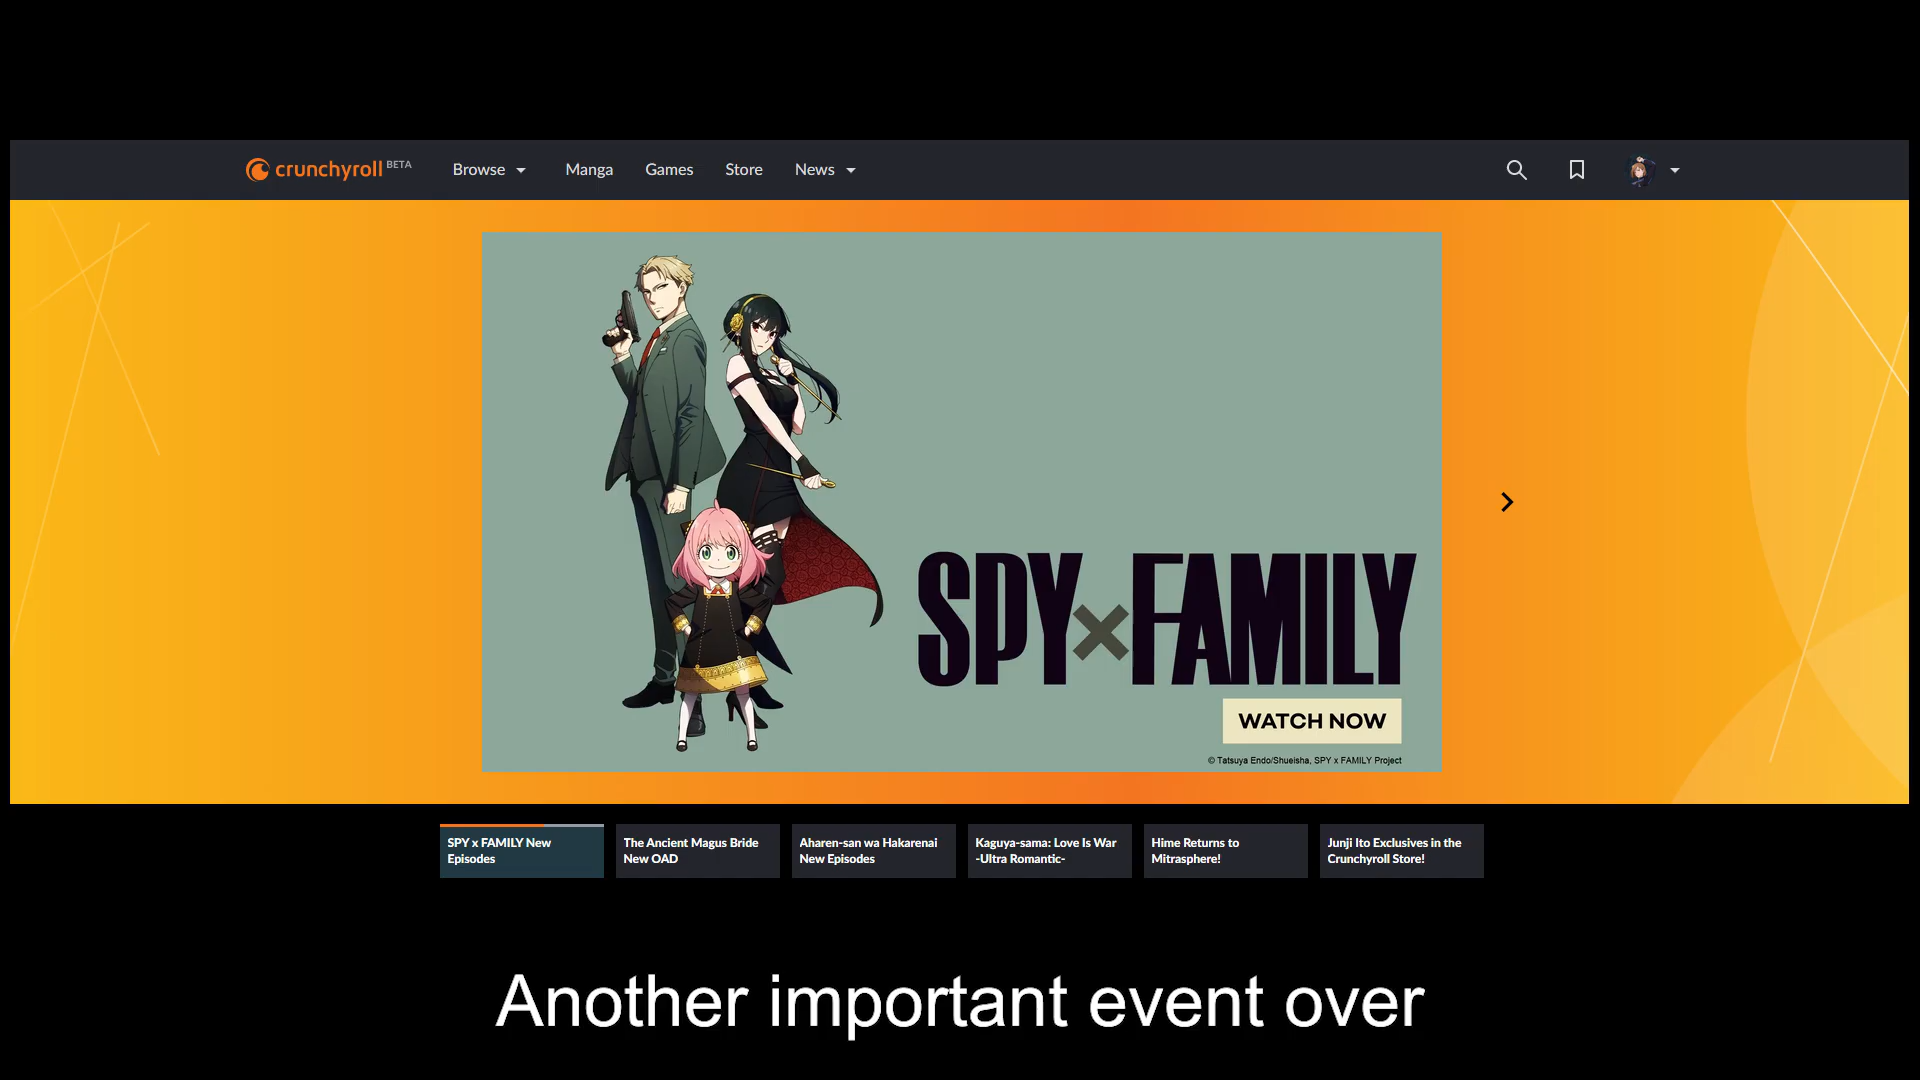 crunchyroll BETA
Browse
Manga
Games
Store
News
SPY×FAMILY
WATCH NOW
© Tatsuya Endo/Shueisha, SPY x FAMILY Project
SPY x FAMILY New
Episodes
The Ancient Magus Bride
New OAD
Aharen-san wa Hakarenai
New Episodes
Kaguya-sama: Love Is War
-Ultra Romantic-
Hime Returns to
Mitrasphere!
Junji Ito Exclusives in the
Crunchyroll Store!
Another important event over